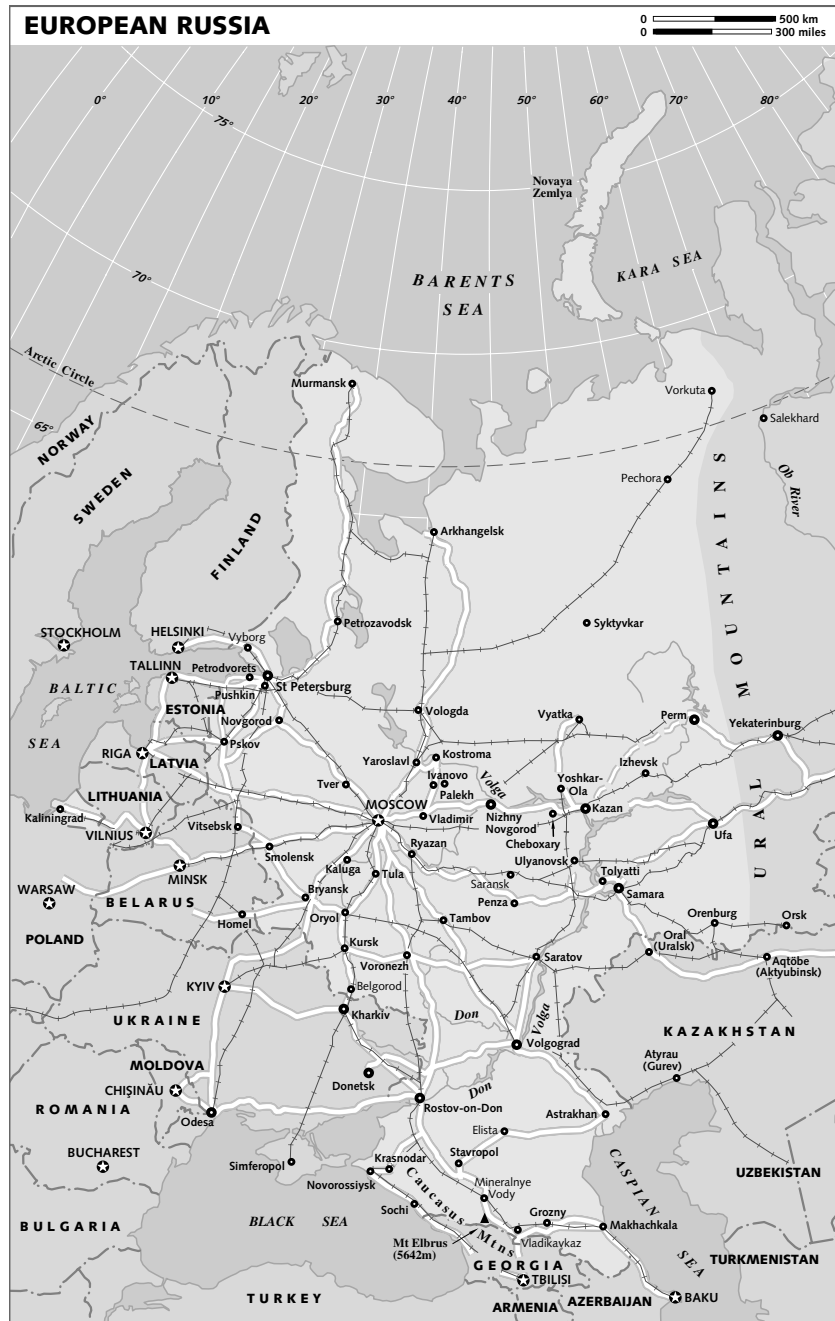 EUROPEAN RUSSIA
0 500 km
0 300 miles
0°
10°
20°
30°
40°
50°
60°
70°
80°
75°
70°
65°
Novaya
Zemlya
KARA SEA
BARENTS
SEA
Arctic Circle
Murmansk
Vorkuta
Salekhard
NORWAY
SWEDEN
FINLAND
Pechora
Ob
River
URAL MOUNTAINS
Arkhangelsk
Petrozavodsk
Syktyvkar
STOCKHOLM
HELSINKI
Vyborg
TALLINN
Petrodvorets
St Petersburg
Pushkin
BALTIC
SEA
ESTONIA
Novgorod
Vologda
Vyatka
Perm
Yekaterinburg
Pskov
RIGA
LATVIA
Yaroslavl
Kostroma
Izhevsk
Ivanovo
Palekh
Volga
Yoshkar-
Ola
Tver
LITHUANIA
MOSCOW
Kaliningrad
Vladimir
Nizhny
Novgorod
Kazan
VILNIUS
Vitsebsk
Cheboxary
Ufa
Smolensk
Ryazan
Ulyanovsk
Kaluga
Tula
MINSK
Saransk
Tolyatti
Samara
WARSAW
BELARUS
Bryansk
Penza
Homel
Oryol
Tambov
Orenburg
Orsk
POLAND
Kursk
Voronezh
Saratov
Oral
(Uralsk)
Aqtöbe
(Aktyubinsk)
KYIV
Belgorod
Kharkiv
Don
Volga
UKRAINE
Volgograd
KAZAKHSTAN
MOLDOVA
Atyrau
(Gurev)
CHIŞINĂU
Donetsk
Don
Rostov-on-Don
Astrakhan
ROMANIA
Odesa
Elista
BUCHAREST
Simferopol
Krasnodar
Stavropol
Novorossiysk
Mineralnye
Vody
CASPIAN
SEA
UZBEKISTAN
BULGARIA
BLACK SEA
Sochi
Caucasus Mtns
Grozny
Makhachkala
Mt Elbrus
(5642m)
Vladikavkaz
GEORGIA
TBILISI
TURKMENISTAN
TURKEY
ARMENIA
AZERBAIJAN
BAKU